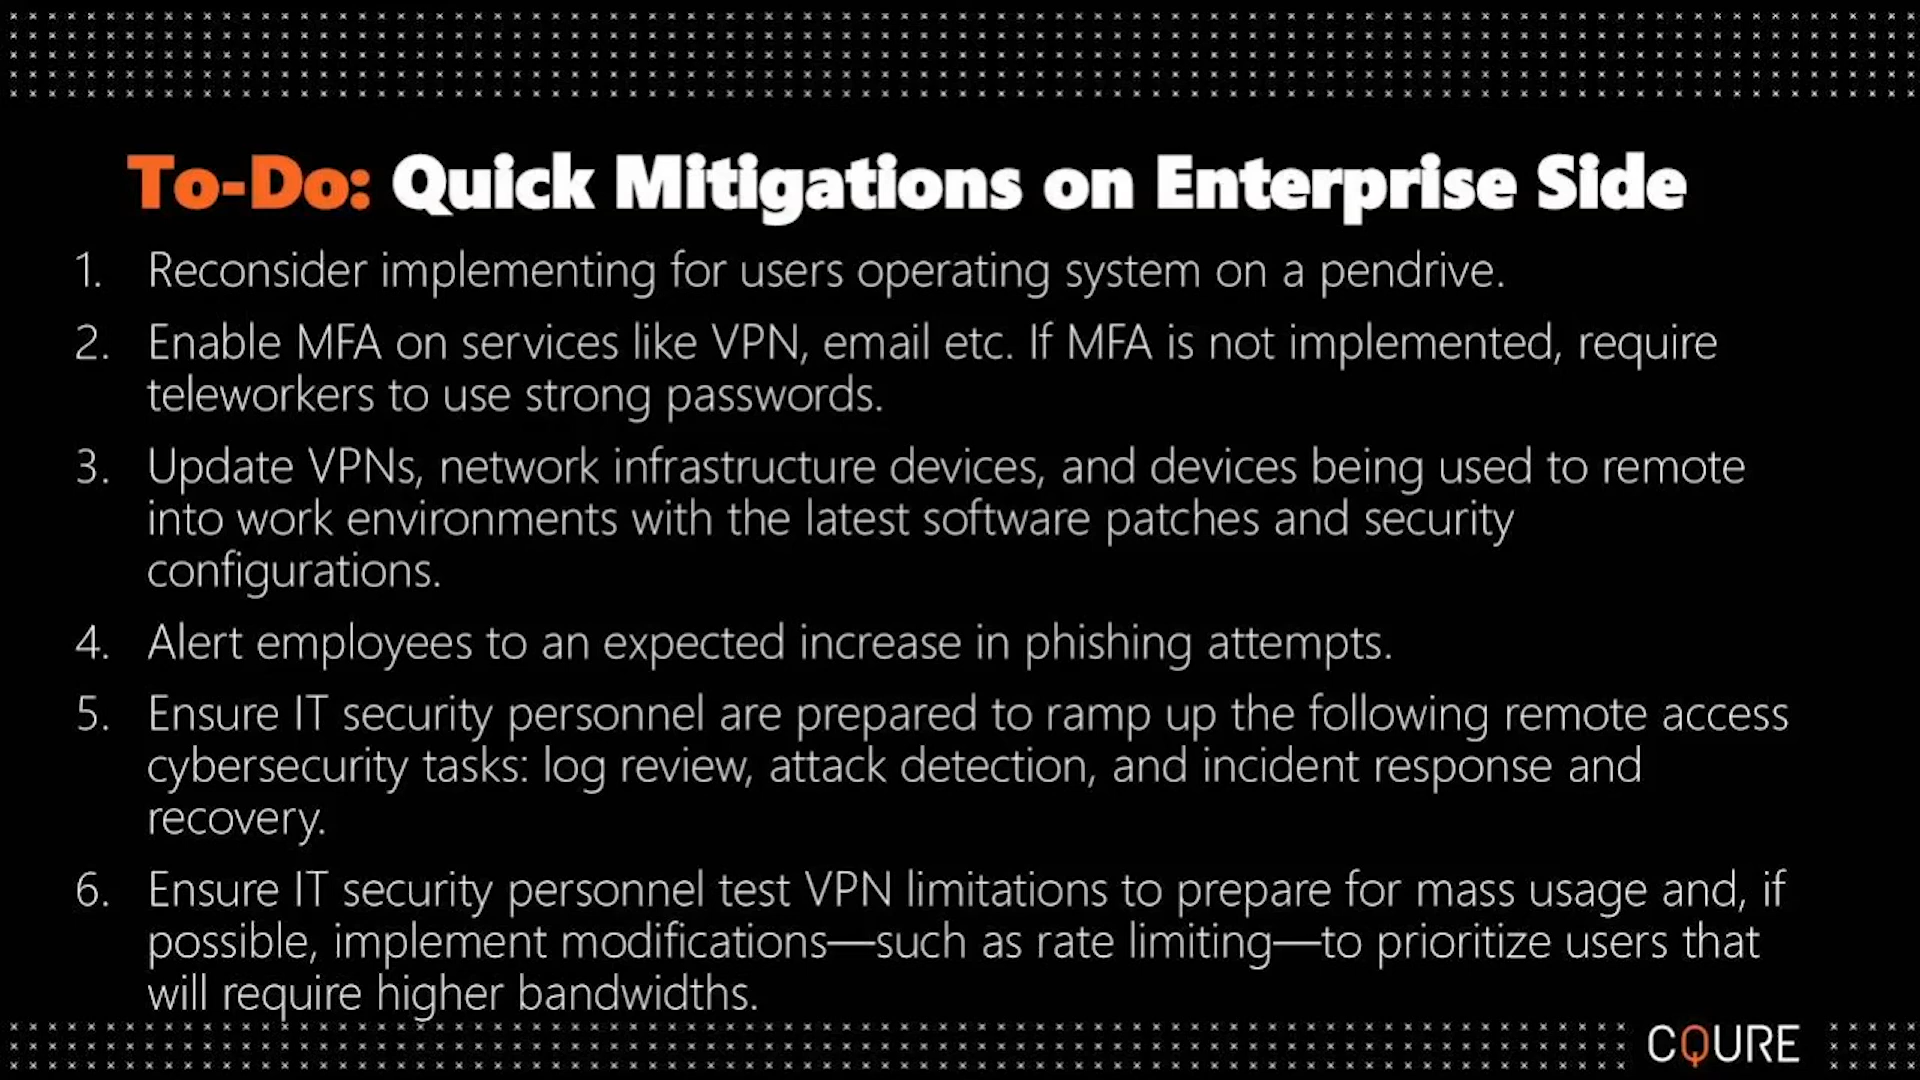 To-Do: Quick Mitigations on Enterprise Side
1. Reconsider implementing for users operating system on a pendrive.
2. Enable MFA on services like VPN, email etc. If MFA is not implemented, require
teleworkers to use strong passwords.
3. Update VPNs, network infrastructure devices, and devices being used to remote
into work environments with the latest software patches and security
configurations.
4. Alert employees to an expected increase in phishing attempts.
5. Ensure IT security personnel are prepared to ramp up the following remote access
cybersecurity tasks: log review, attack detection, and incident response and
recovery.
6. Ensure IT security personnel test VPN limitations to prepare for mass usage and, if
possible, implement modifications—such as rate limiting—to prioritize users that
will require higher bandwidths.
CQURE